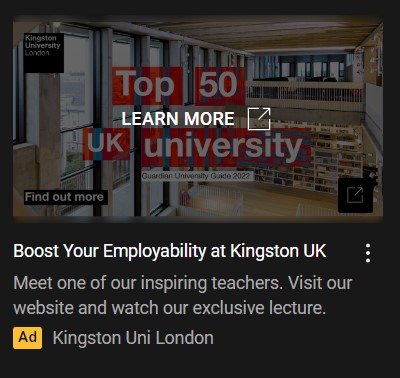 Kingston
University
London
Top 50
LEARN MORE
UK university
Guardian University Guide 2022
Find out more
Boost Your Employability at Kingston UK
Meet one of our inspiring teachers. Visit our
website and watch our exclusive lecture.
Ad Kingston Uni London